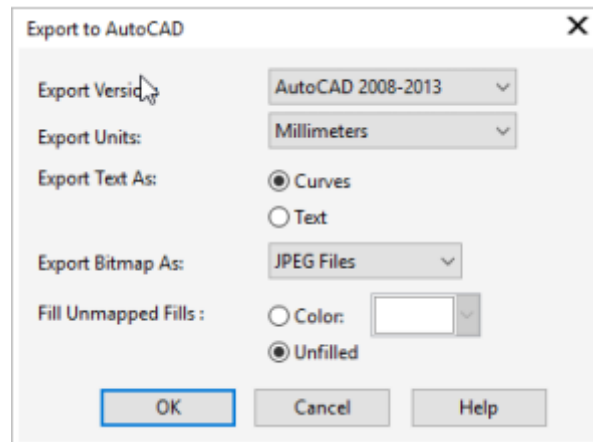 Export to AutoCAD
Export Version: AutoCAD 2008-2013
Export Units: Millimeters
Export Text As: Curves
Text
Export Bitmap As: JPEG Files
Fill Unmapped Fills : Color:
Unfilled
OK Cancel Help